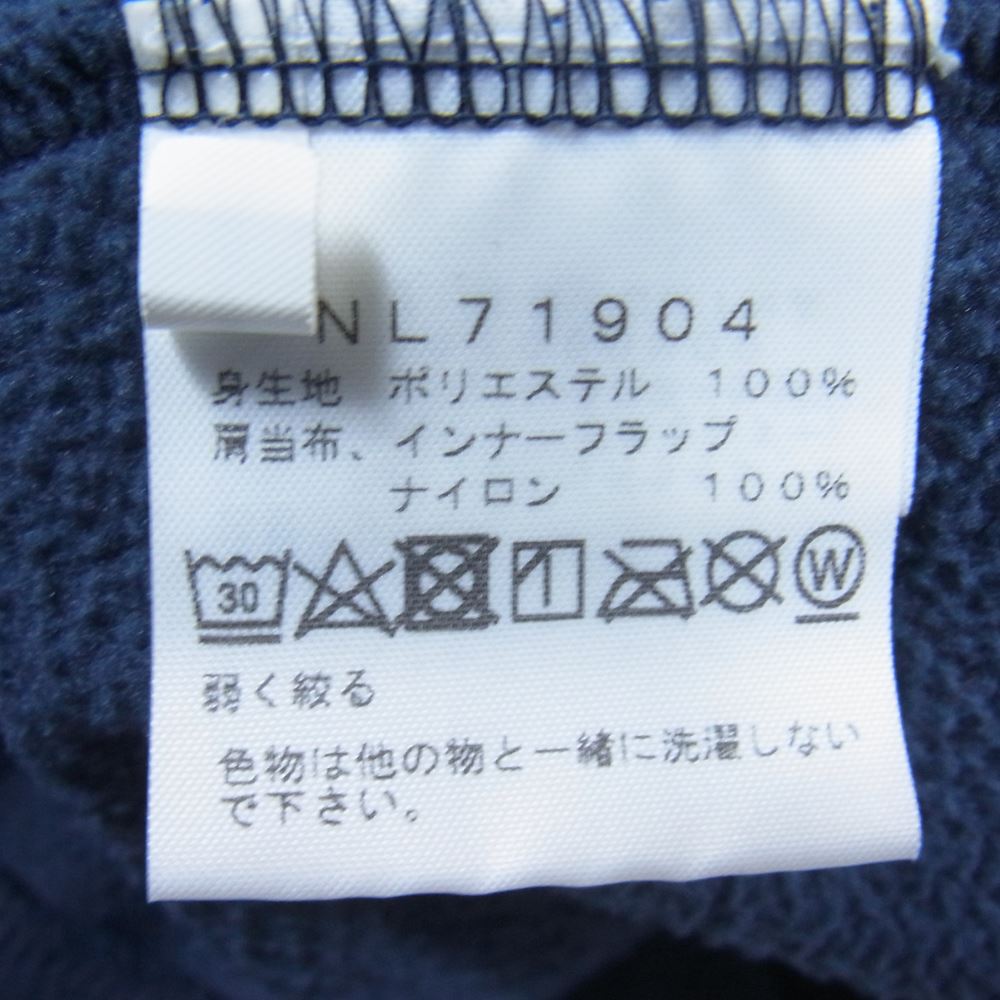 NL71904
身生地 ポリエステル 100%
肩当布、インナーフラップ
ナイロン 100%
30 W
弱く絞る
色物は他の物と一緒に洗濯しない
で下さい。